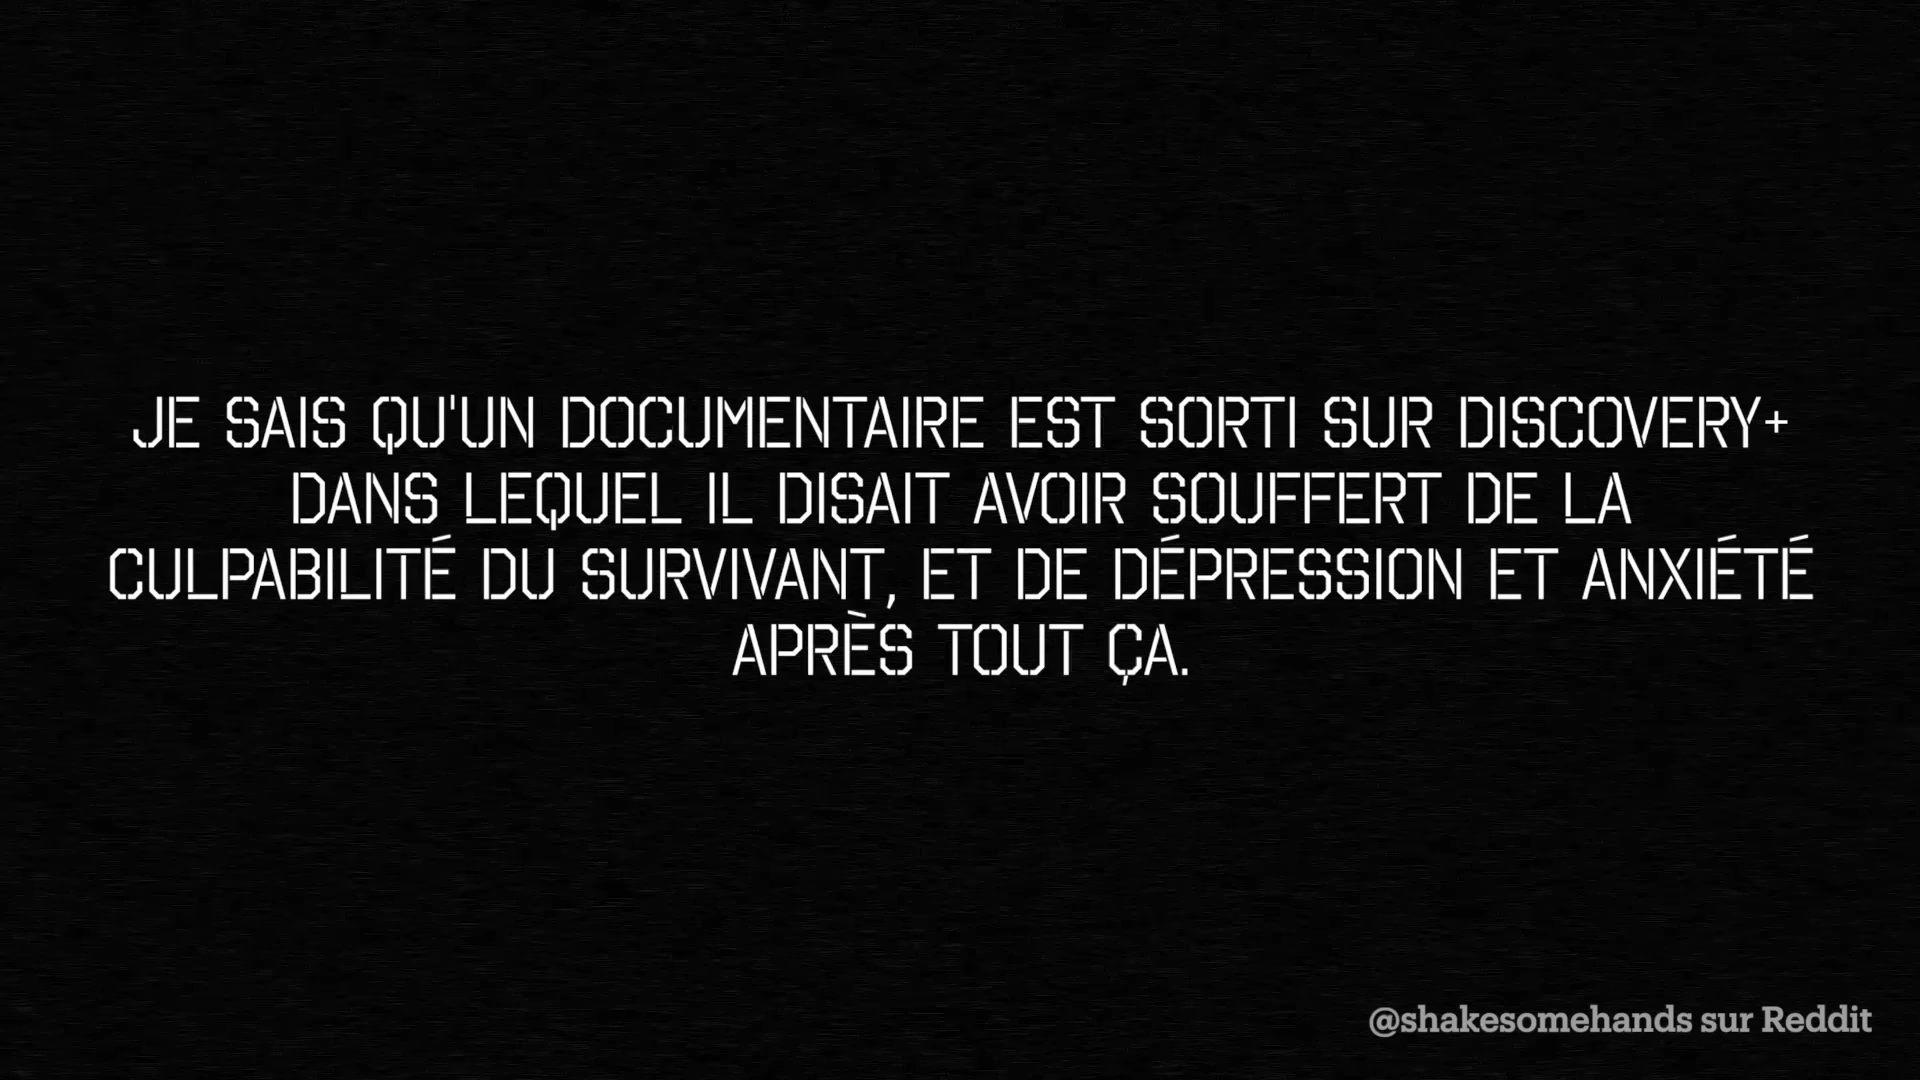 JE SAIS QU'UN DOCUMENTAIRE EST SORTI SUR DISCOVERY+
DANS LEQUEL IL DISAIT AVOIR SOUFFERT DE LA
CULPABILITÉ DU SURVIVANT, ET DE DÉPRESSION ET ANXIÉTÉ
APRÈS TOUT ÇA.
@shakesomehands sur Reddit